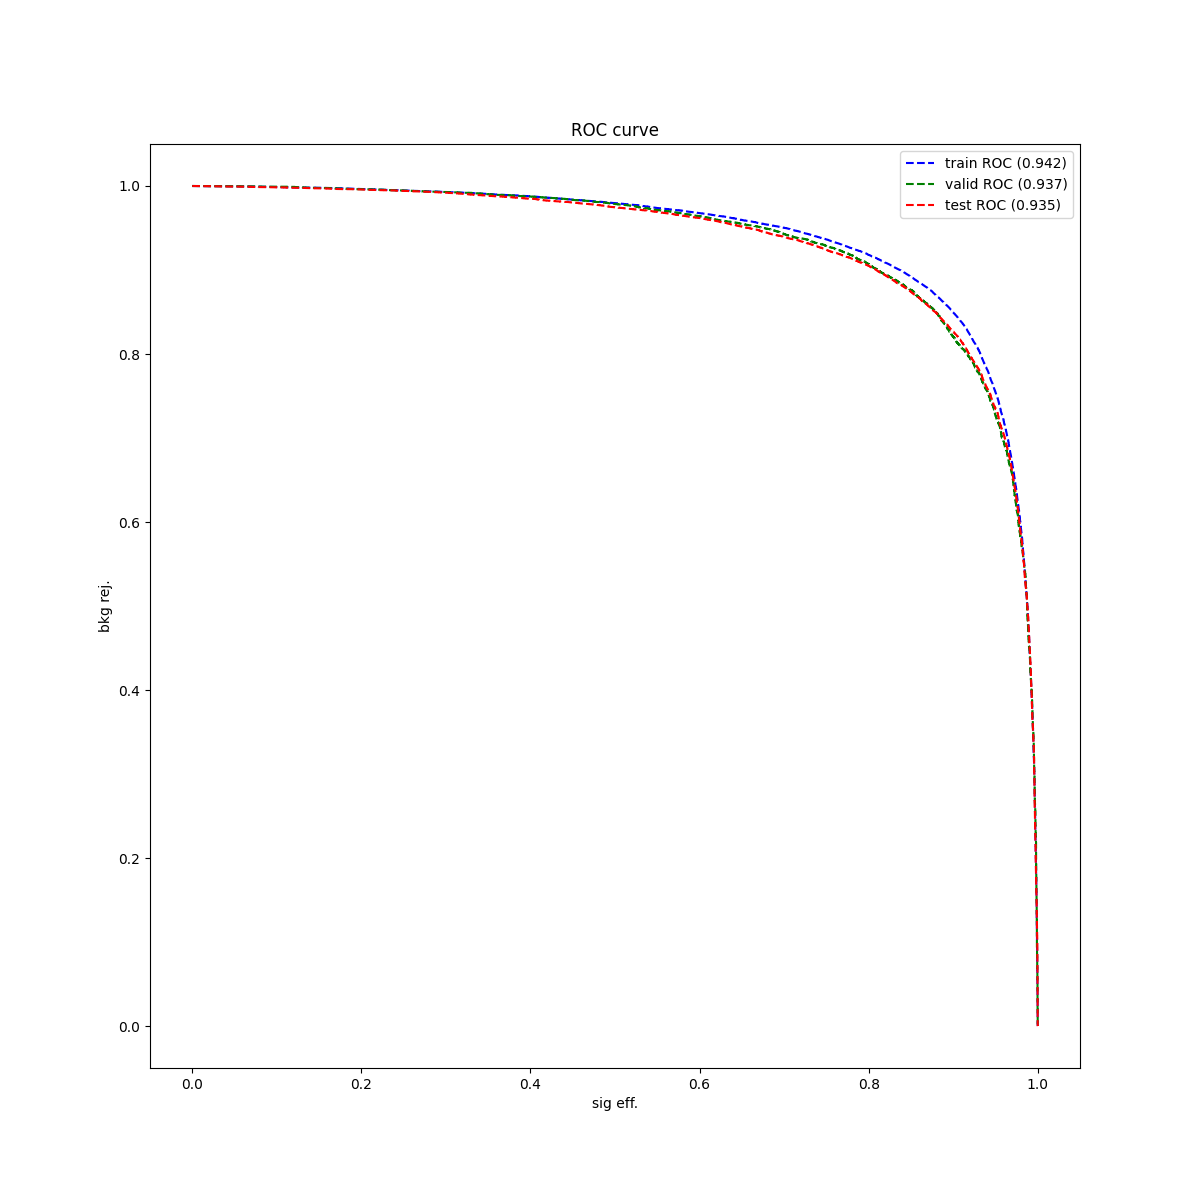 ROC curve
train ROC (0.942)
valid ROC (0.937)
test ROC (0.935)
1.0
0.8
0.6
0.4
0.2
0.0
bkg rej.
0.0 0.2 0.4 0.6 0.8 1.0
sig eff.